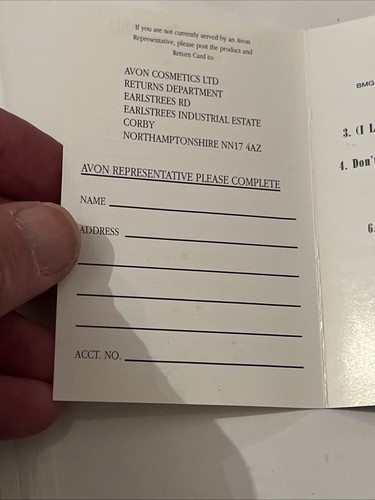 If you are not currently served by an Avon
Representative, please post the product and
Return Card to:
AVON COSMETICS LTD
RETURNS DEPARTMENT
EARLSTREES RD
EARLSTREES INDUSTRIAL ESTATE
CORBY
NORTHAMPTONSHIRE NN17 4AZ
AVON REPRESENTATIVE PLEASE COMPLETE
NAME
ADDRESS
ACCT. NO.
BMG
3. (I
4. Don'
6.